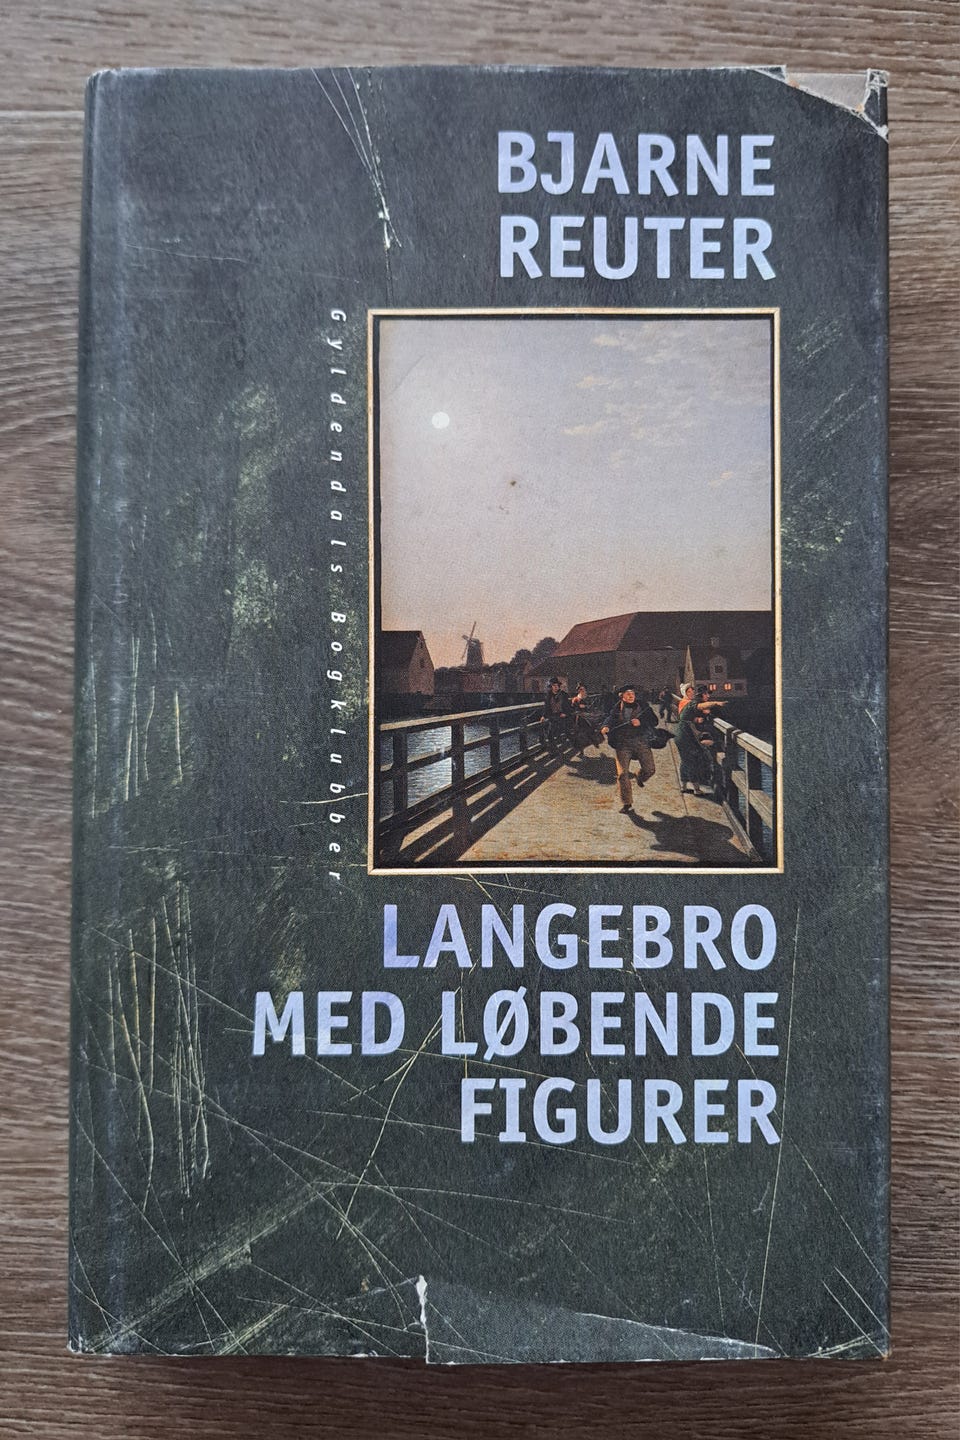 BJARNE
REUTER
Gyldendals Bogklubber
LANGEBRO
MED LØBENDE
FIGURER